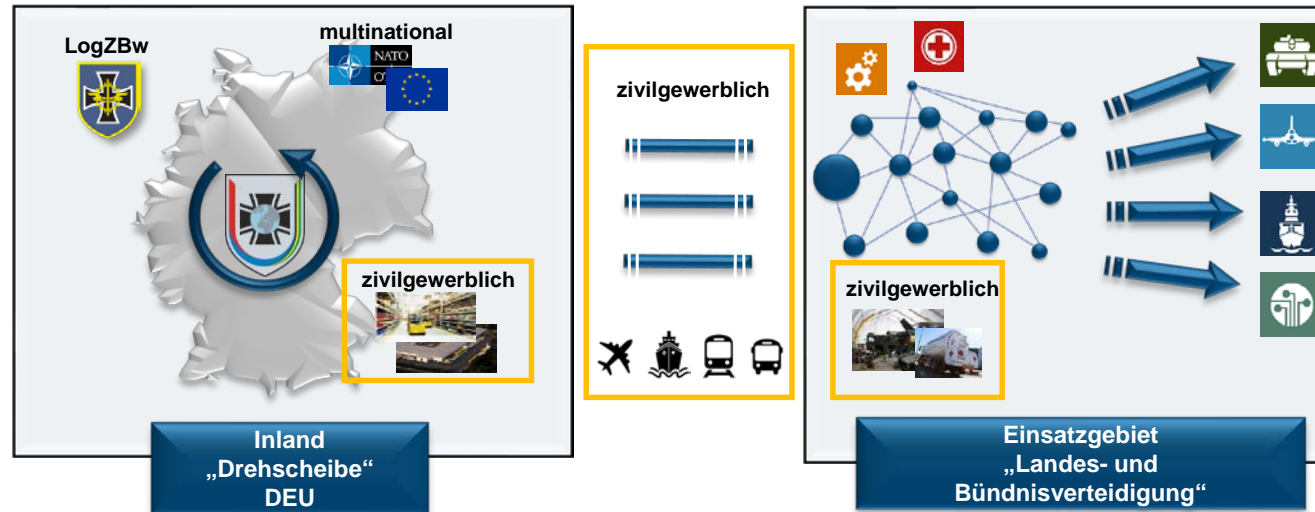 LogZBw
multinational
NATO
zivilgewerblich
Inland
„Drehscheibe“
DEU
zivilgewerblich
zivilgewerblich
Einsatzgebiet
„Landes- und
Bündnisverteidigung“